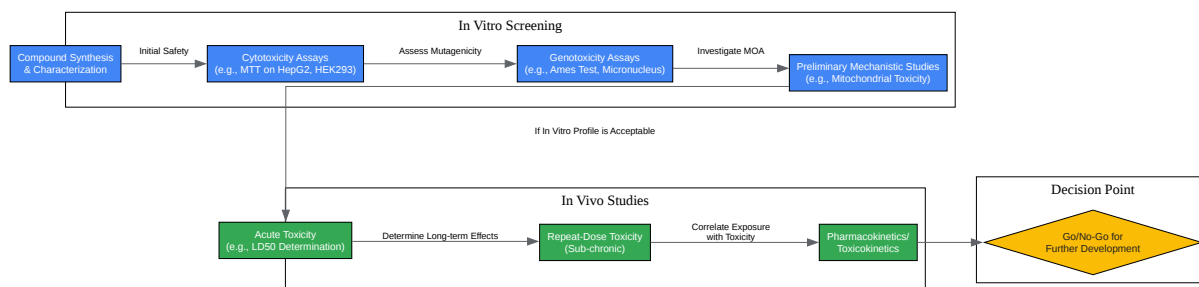 In Vitro Screening
Compound Synthesis
& Characterization
Initial Safety
Cytotoxicity Assays
(e.g., MTT on HepG2, HEK293)
Assess Mutagenicity
Genotoxicity Assays
(e.g., Ames Test, Micronucleus)
Investigate MOA
Preliminary Mechanistic Studies
(e.g., Mitochondrial Toxicity)
If In Vitro Profile is Acceptable
In Vivo Studies
Acute Toxicity
(e.g., LD50 Determination)
Determine Long-term Effects
Repeat-Dose Toxicity
(Sub-chronic)
Correlate Exposure
with Toxicity
Pharmacokinetics/
Toxicokinetics
Decision Point
Go/No-Go for
Further Development